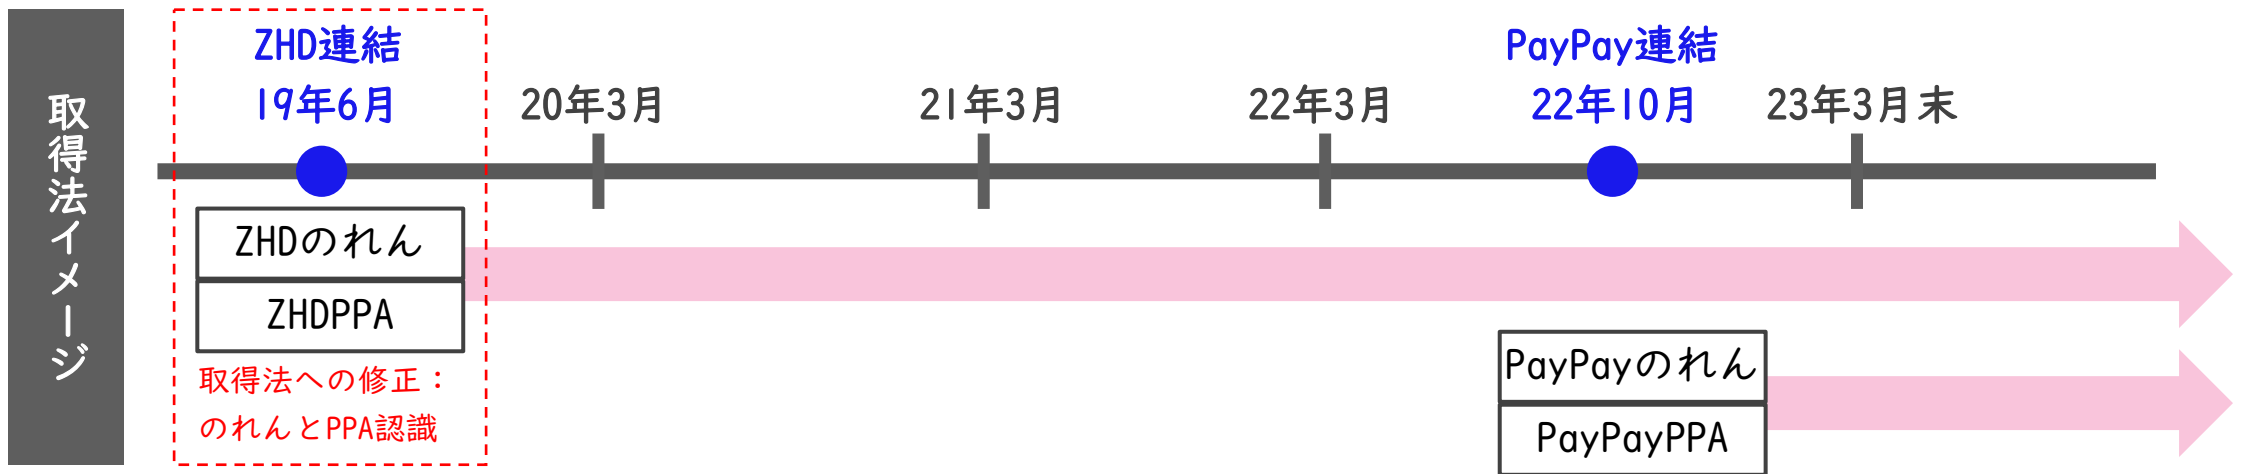 取得法イメージ
ZHD連結
19年6月
20年3月
21年3月
22年3月
PayPay連結
22年10月
23年3月末
ZHDのれん
ZHDPPA
取得法への修正：
のれんとPPA認識
PayPayのれん
PayPayPPA